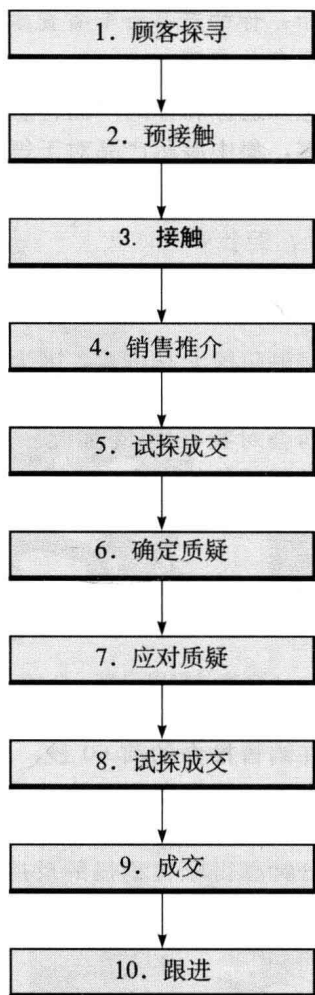 1. 顾客探寻
2. 预接触
3. 接触
4. 销售推介
5. 试探成交
6. 确定质疑
7. 应对质疑
8. 试探成交
9. 成交
10. 跟进